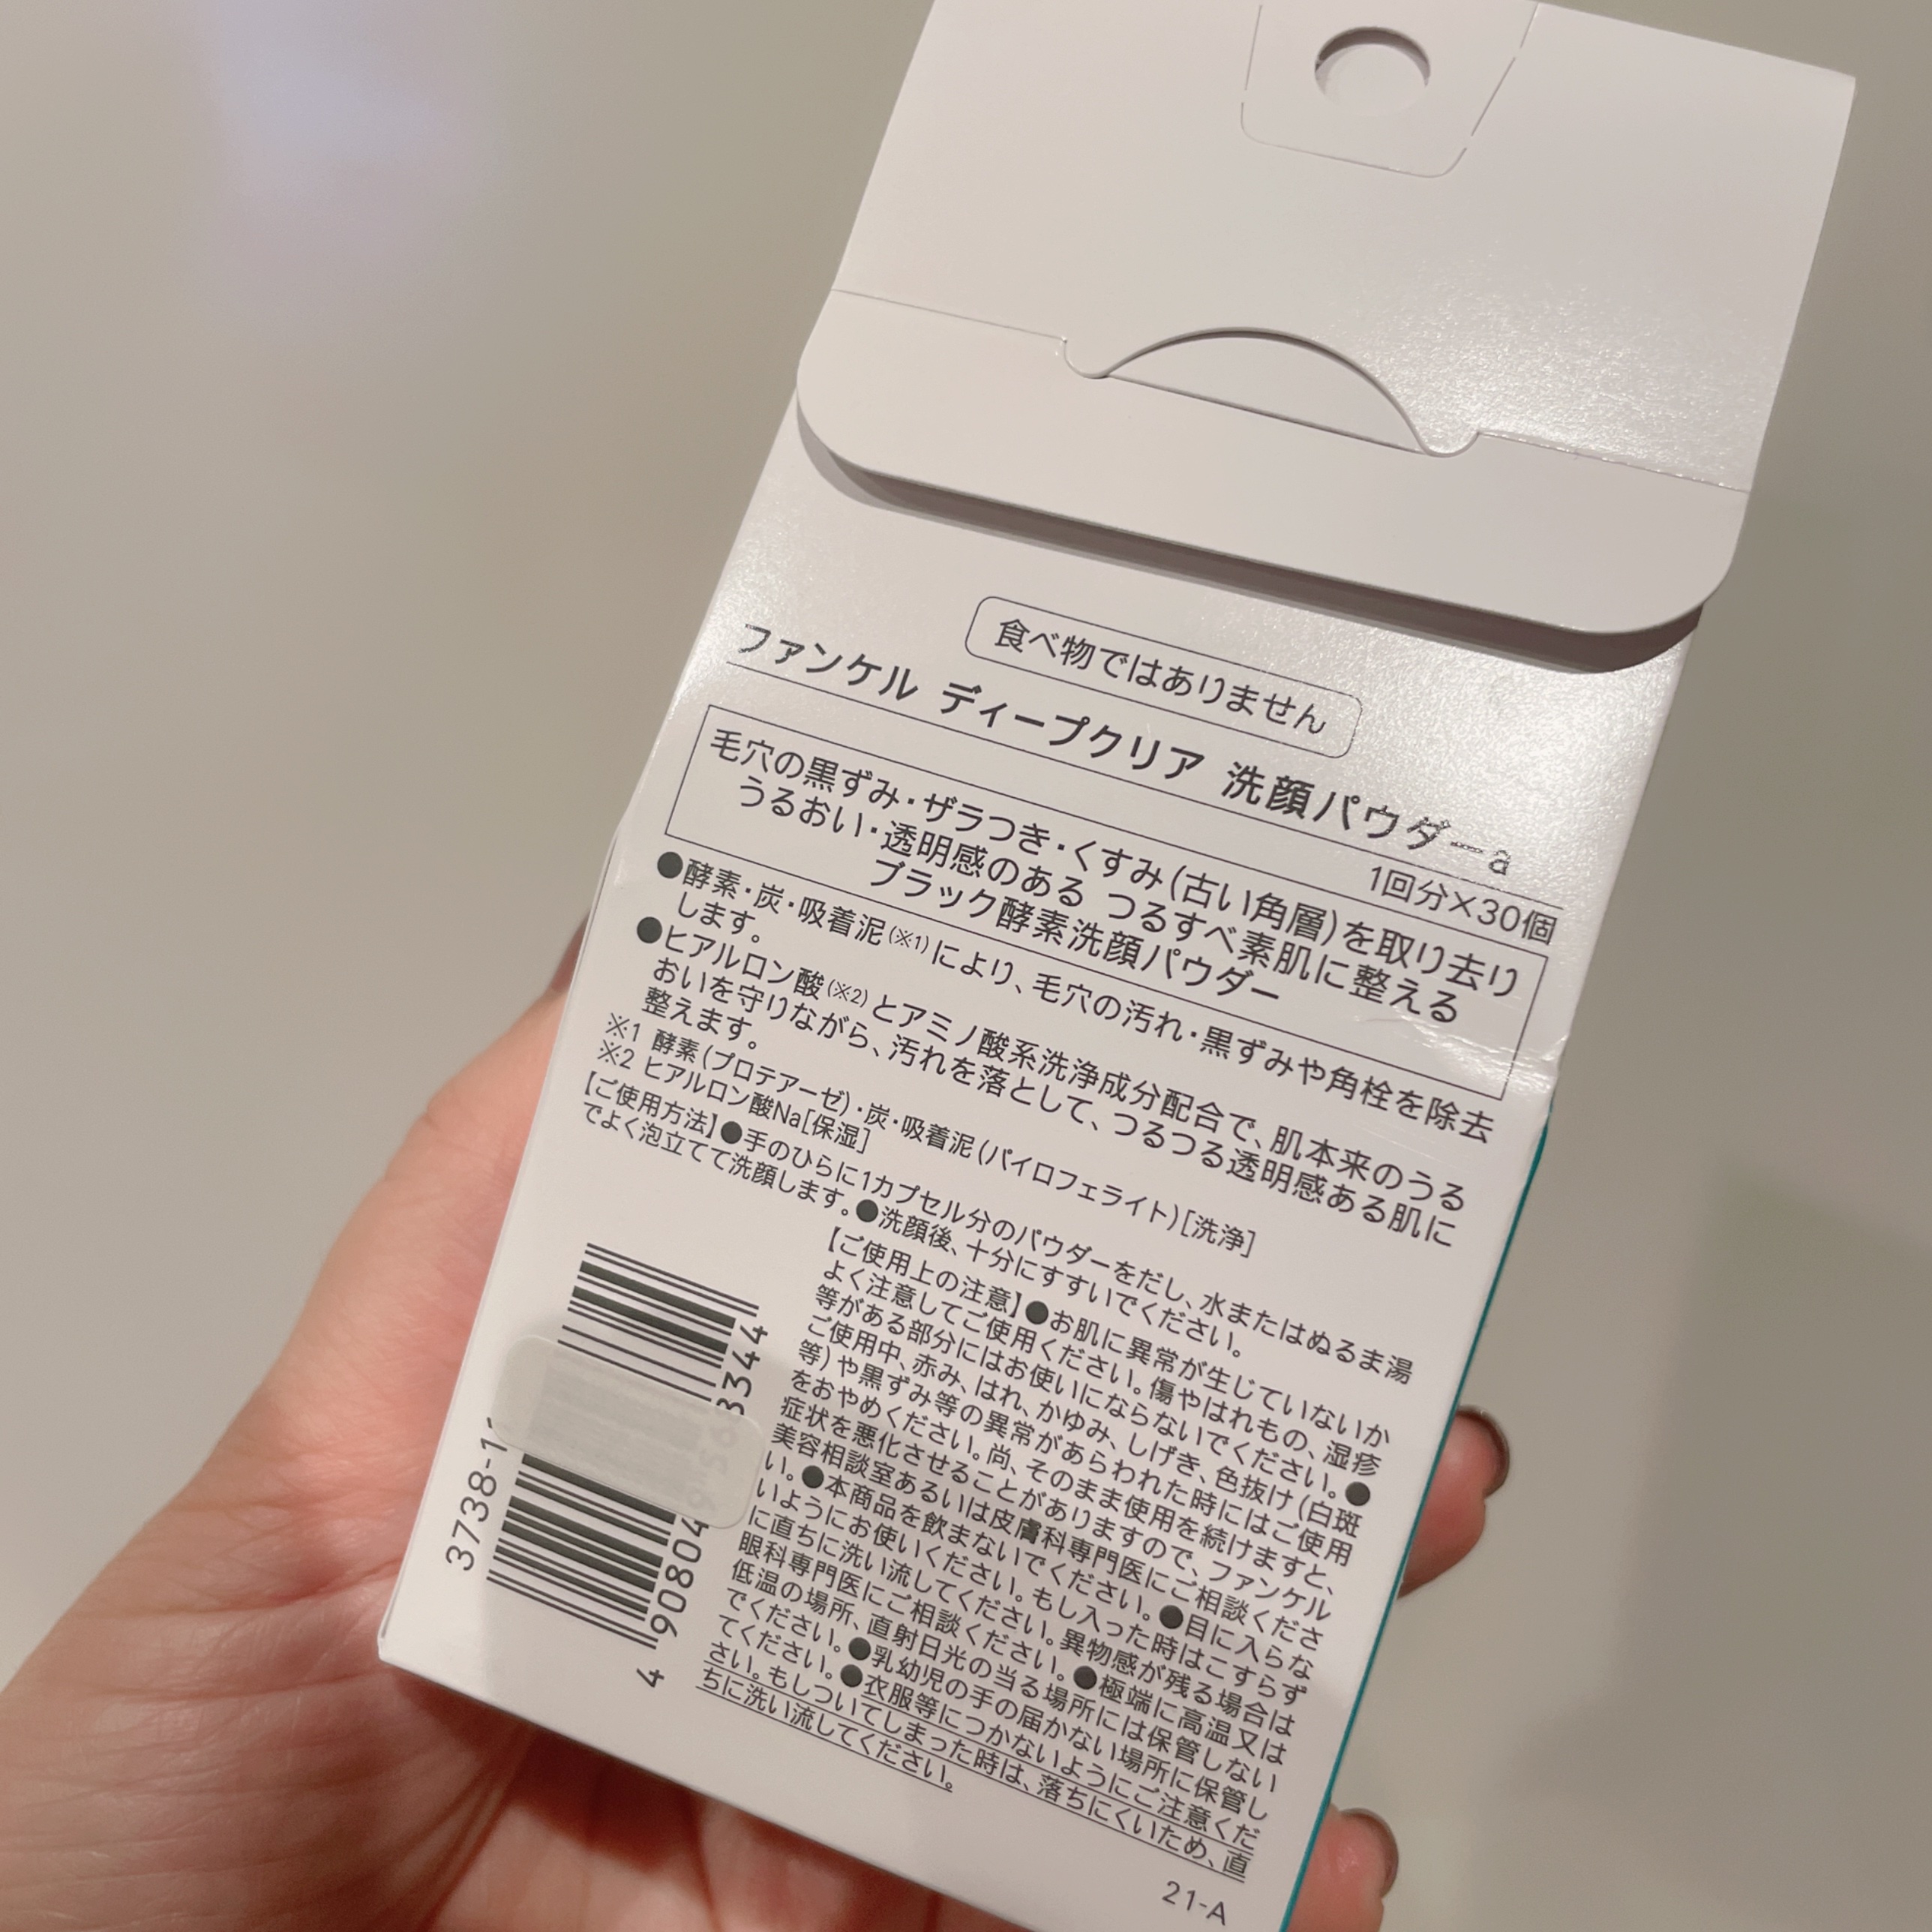 食べ物ではありません
ファンケル ディープクリア 洗顔パウダーa
1回分×30個
毛穴の黒ずみ・ザラつき・くすみ(古い角層)を取り去り
うるおい・透明感のある つるすべ素肌に整える
ブラック酵素洗顔パウダー
●酵素・炭・吸着泥(※1)により、毛穴の汚れ・黒ずみや角栓を除去
します。
●ヒアルロン酸(※2)とアミノ酸系洗浄成分配合で、肌本来のうる
おいを守りながら、汚れを落として、つるつる透明感ある肌に
整えます。
※1 酵素(プロテアーゼ)・炭・吸着泥(パイロフェライト)[洗浄]
※2 ヒアルロン酸Na[保湿]
【ご使用方法】●手のひらに1カプセル分のパウダーをだし、水またはぬるま湯
でよく泡立てて洗顔します。●洗顔後、十分にすすいでください。
【ご使用上の注意】●お肌に異常が生じていないか
よく注意してご使用ください。傷やはれもの、湿疹
等がある部分にはお使いにならないでください。●
ご使用中、赤み、はれ、かゆみ、しげき、色抜け(白斑
等)や黒ずみ等の異常があらわれた時にはご使用
をおやめください。尚、そのまま使用を続けますと、
症状を悪化させることがありますので、ファンケル
美容相談室あるいは皮膚科専門医にご相談くださ
い。●本商品を飲まないでください。●目に入らな
いようにお使いください。もし入った時はこすらず
に直ちに洗い流してください。異物感が残る場合は
眼科専門医にご相談ください。●極端に高温又は
低温の場所、直射日光の当る場所には保管しない
でください。●乳幼児の手の届かない場所に保管し
てください。●衣服等につかないようにご注意くだ
さい。もしついてしまった時は、落ちにくいため、直
ちに洗い流してください。
3738-1
4 90804 344
21-A